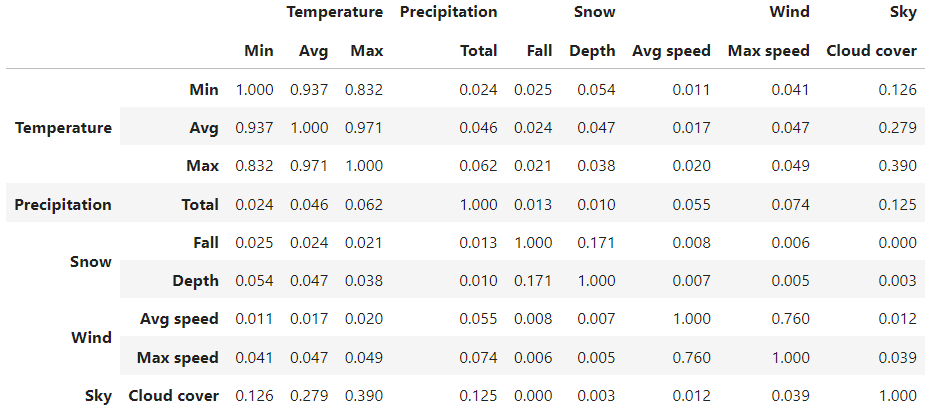 Temperature Precipitation Snow Wind Sky
Min Avg Max Total Fall Depth Avg speed Max speed Cloud cover
Min 1.000 0.937 0.832 0.024 0.025 0.054 0.011 0.041 0.126
Temperature Avg 0.937 1.000 0.971 0.046 0.024 0.047 0.017 0.047 0.279
Max 0.832 0.971 1.000 0.062 0.021 0.038 0.020 0.049 0.390
Precipitation Total 0.024 0.046 0.062 1.000 0.013 0.010 0.055 0.074 0.125
Fall 0.025 0.024 0.021 0.013 1.000 0.171 0.008 0.006 0.000
Snow
Depth 0.054 0.047 0.038 0.010 0.171 1.000 0.007 0.005 0.003
Avg speed 0.011 0.017 0.020 0.055 0.008 0.007 1.000 0.760 0.012
Wind
Max speed 0.041 0.047 0.049 0.074 0.006 0.005 0.760 1.000 0.039
Sky Cloud cover 0.126 0.279 0.390 0.125 0.000 0.003 0.012 0.039 1.000